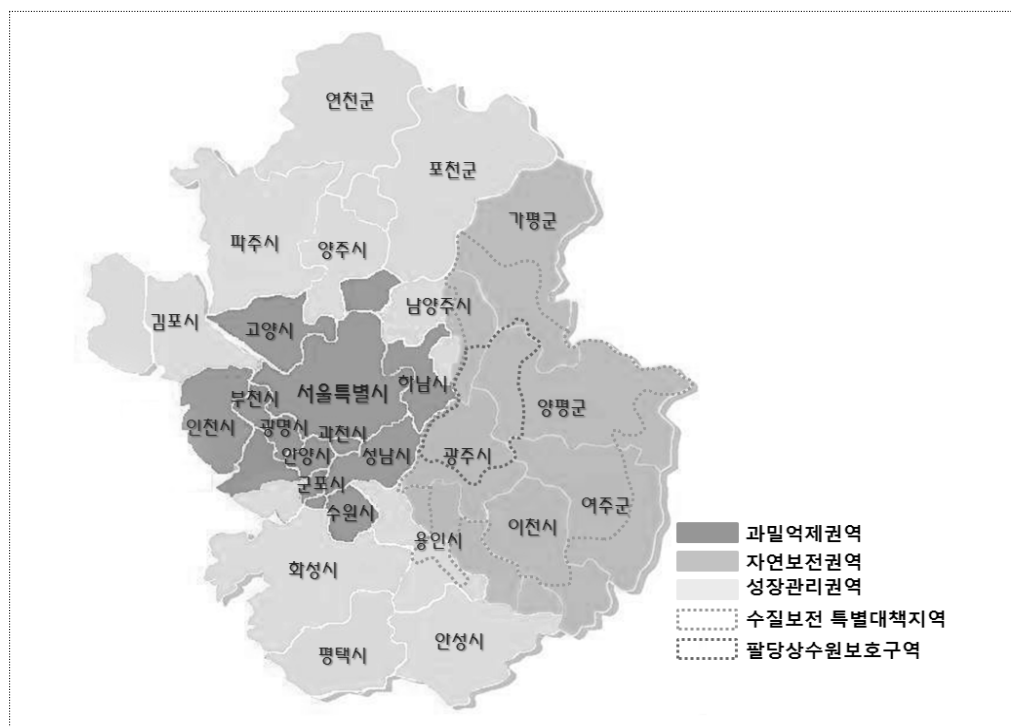 연천군
포천군
가평군
파주시
양주시
남양주시
김포시
고양시
서울특별시
하남시
부천시
양평군
인천시
광명시
과천시
안양시
성남시
광주시
군포시
수원시
여주군
이천시
용인시
화성시
안성시
평택시
과밀억제권역
자연보전권역
성장관리권역
수질보전 특별대책지역
팔당상수원보호구역